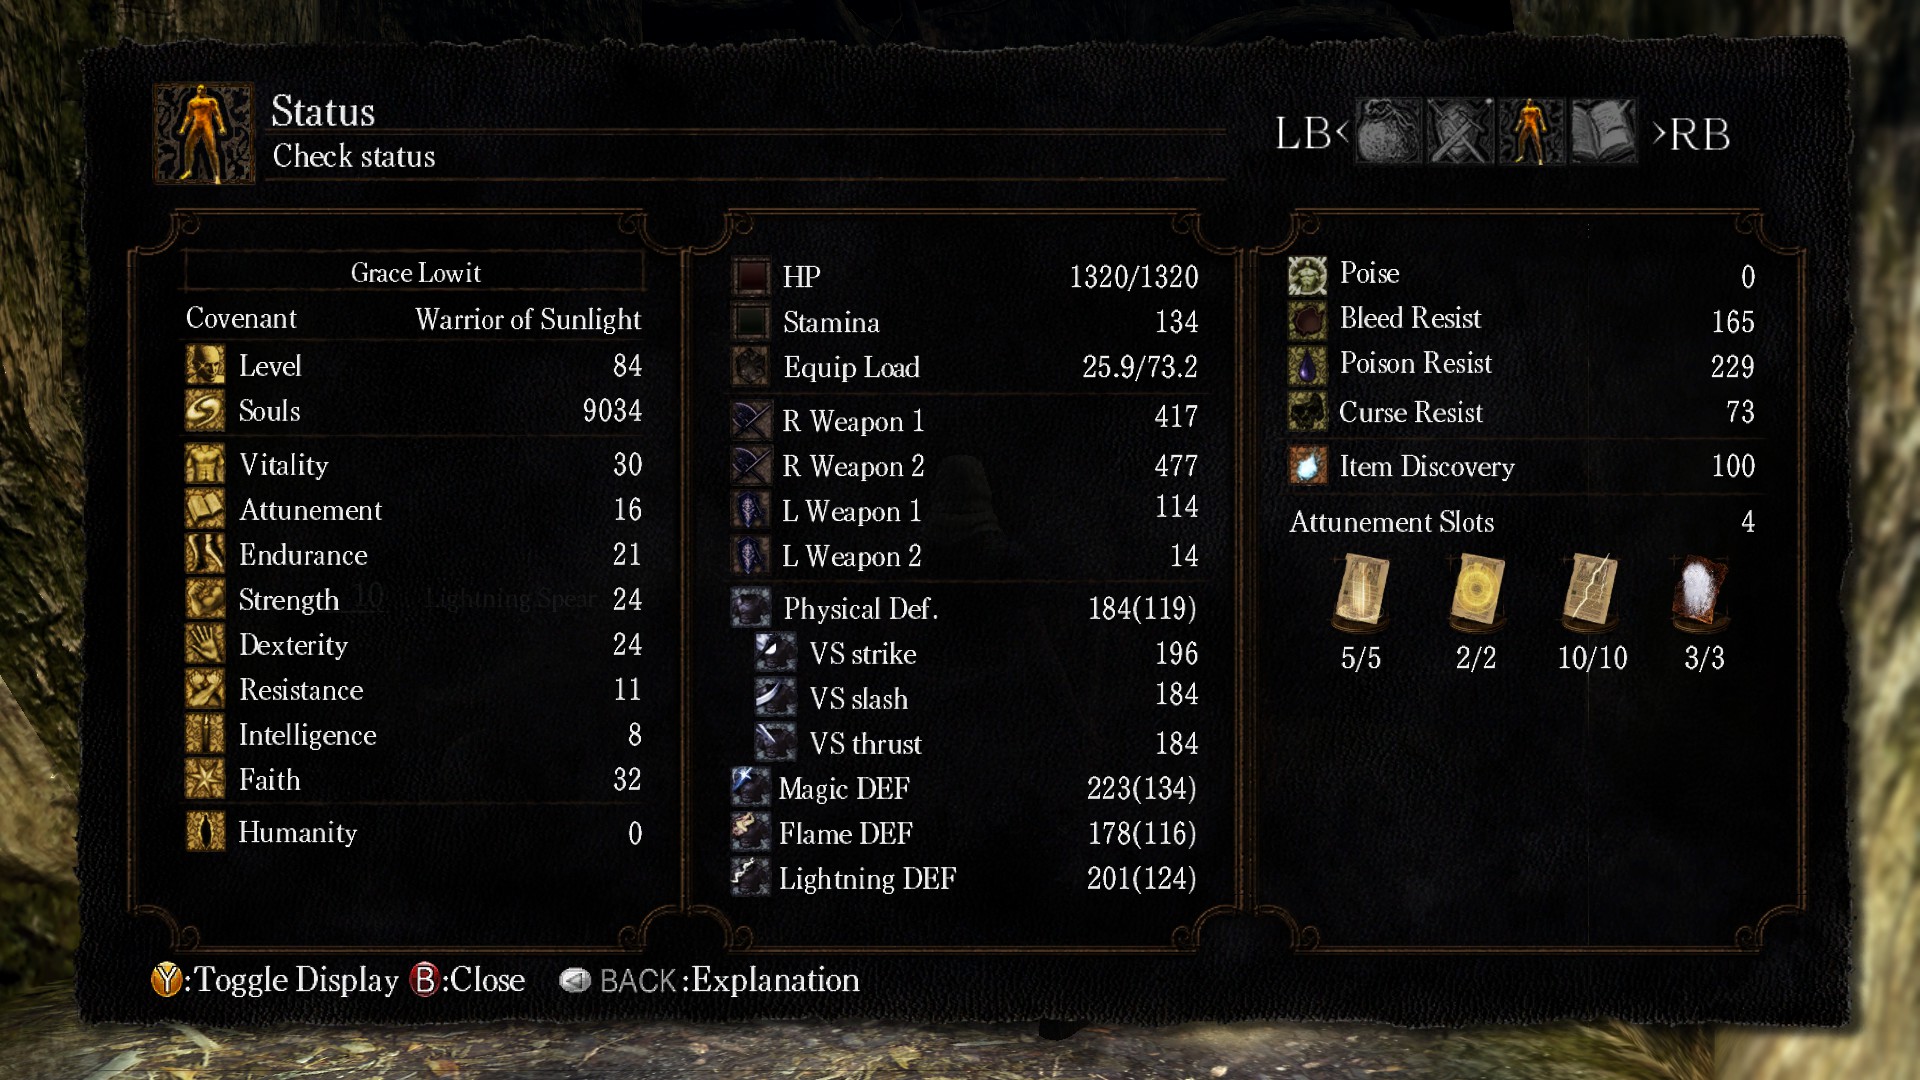 Status
Check status
LB< >RB
Grace Lowit
Covenant Warrior of Sunlight
Level 84
Souls 9034
Vitality 30
Attunement 16
Endurance 21
Strength 24
Dexterity 24
Resistance 11
Intelligence 8
Faith 32
Humanity 0
10 Lightning Spear
HP 1320/1320
Stamina 134
Equip Load 25.9/73.2
R Weapon 1 417
R Weapon 2 477
L Weapon 1 114
L Weapon 2 14
Physical Def. 184(119)
VS strike 196
VS slash 184
VS thrust 184
Magic DEF 223(134)
Flame DEF 178(116)
Lightning DEF 201(124)
Poise 0
Bleed Resist 165
Poison Resist 229
Curse Resist 73
Item Discovery 100
Attunement Slots 4
5/5 2/2 10/10 3/3
Y:Toggle Display B:Close BACK:Explanation